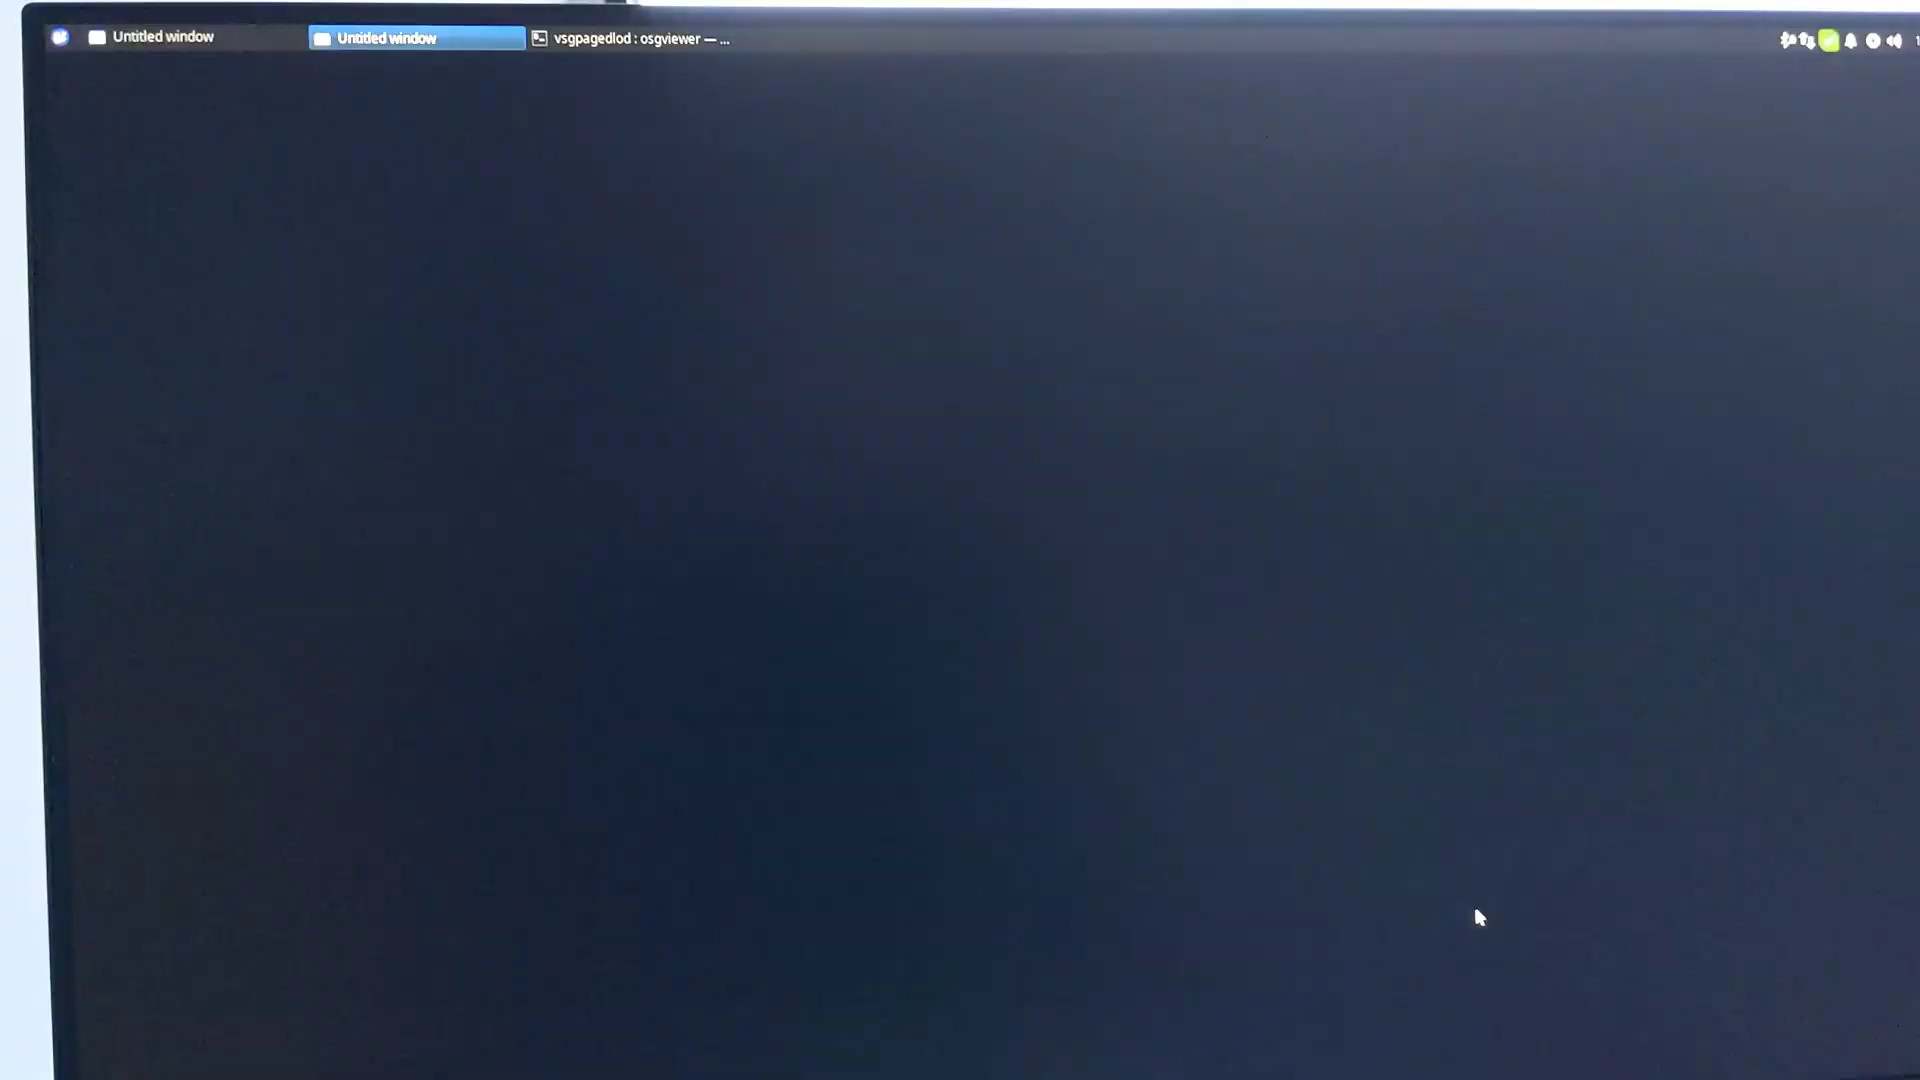 Untitled window
Untitled window
vsgpagedlod : osgviewer — ...